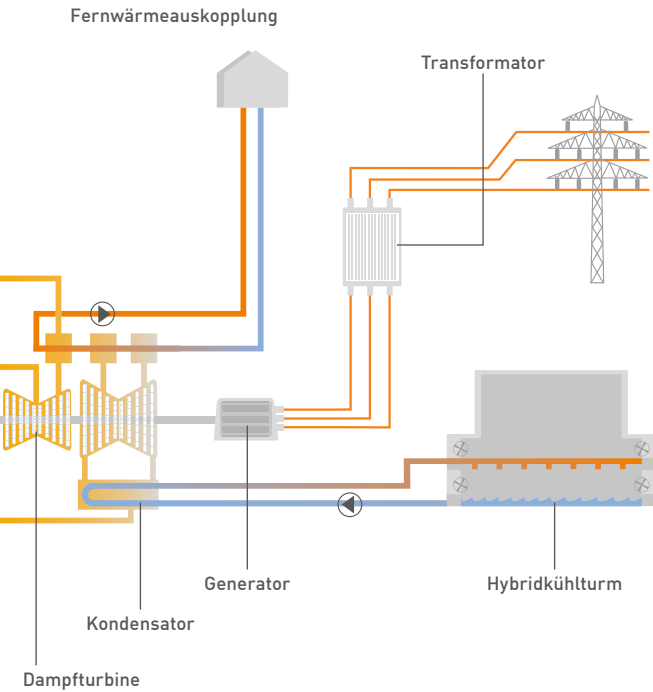 Fernwärmeauskopplung
Transformator
Generator
Hybridkühlturm
Kondensator
Dampfturbine